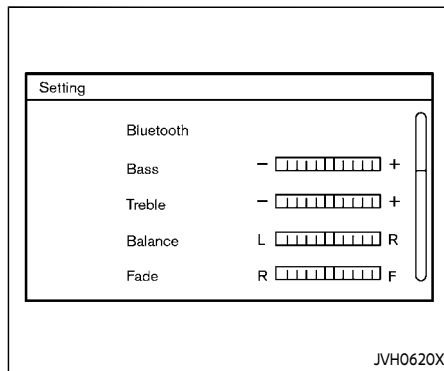 Setting
Bluetooth
Bass − +
Treble − +
Balance L R
Fade R F
JVH0620X